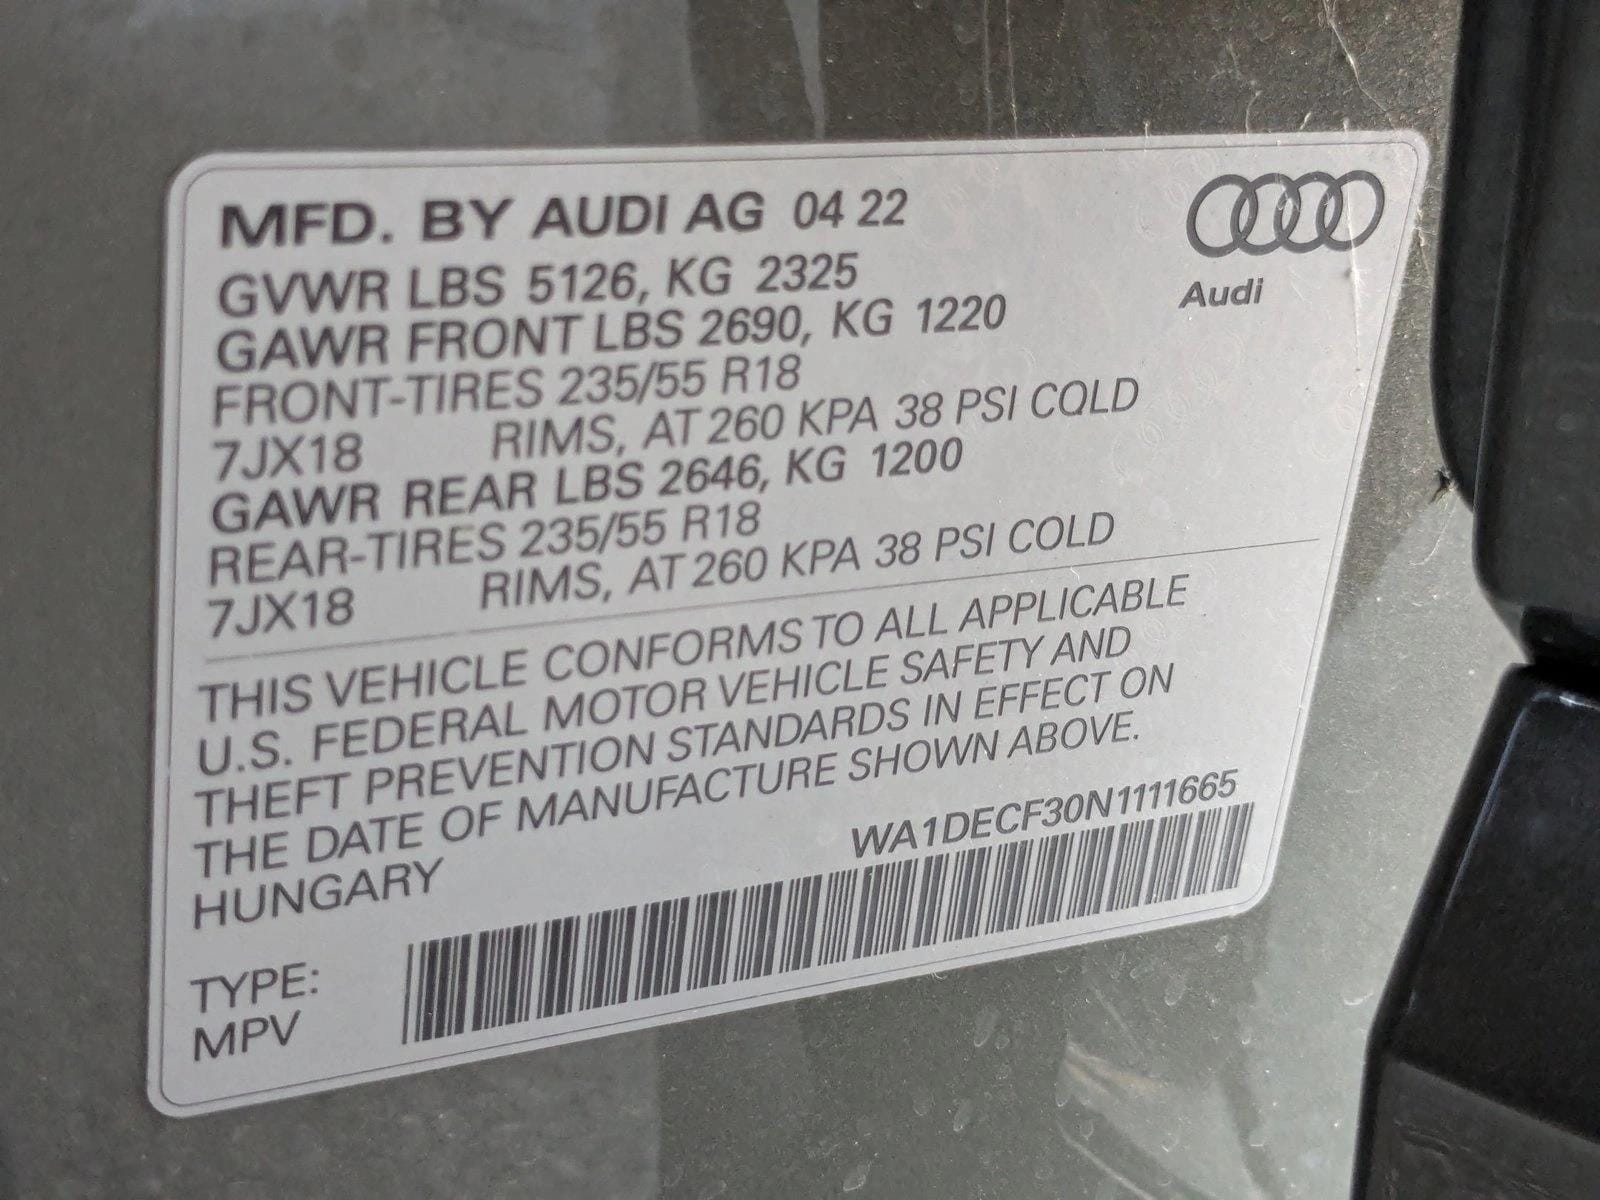 MFD. BY AUDI AG 04 22
GVWR LBS 5126, KG 2325
GAWR FRONT LBS 2690, KG 1220
FRONT-TIRES 235/55 R18
7JX18 RIMS, AT 260 KPA 38 PSI COLD
GAWR REAR LBS 2646, KG 1200
REAR-TIRES 235/55 R18
7JX18 RIMS, AT 260 KPA 38 PSI COLD
Audi
THIS VEHICLE CONFORMS TO ALL APPLICABLE
U.S. FEDERAL MOTOR VEHICLE SAFETY AND
THEFT PREVENTION STANDARDS IN EFFECT ON
THE DATE OF MANUFACTURE SHOWN ABOVE.
HUNGARY
WA1DECF30N1111665
TYPE:
MPV